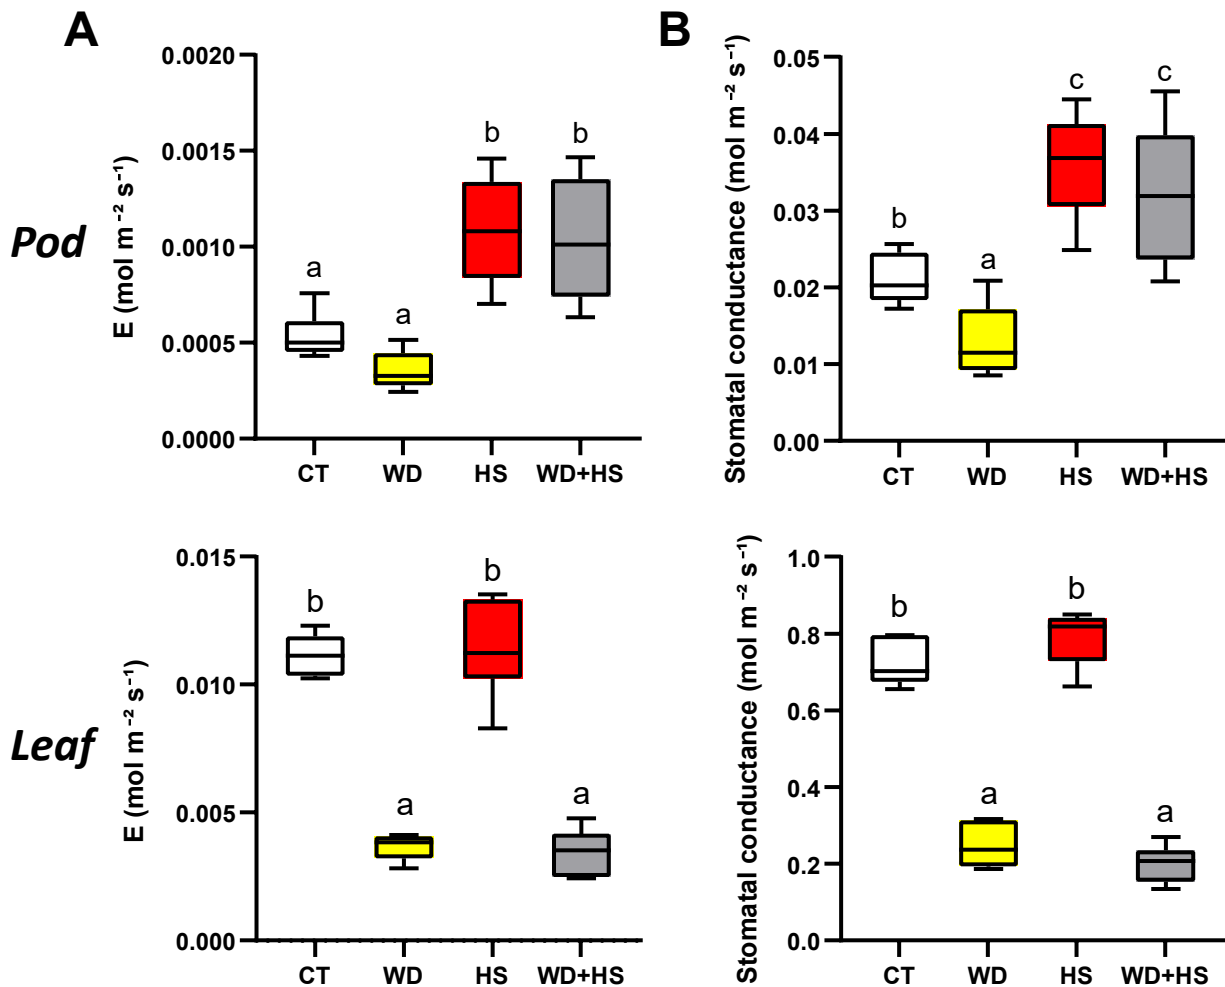 A
B
Pod
E (mol m⁻² s⁻¹)
0.0020
0.0015
0.0010
0.0005
0.0000
a
a
b
b
CT WD HS WD+HS
Stomatal conductance (mol m⁻² s⁻¹)
0.05
0.04
0.03
0.02
0.01
0.00
b
a
c
c
CT WD HS WD+HS
Leaf
E (mol m⁻² s⁻¹)
0.015
0.010
0.005
0.000
b
a
b
a
CT WD HS WD+HS
Stomatal conductance (mol m⁻² s⁻¹)
1.0
0.8
0.6
0.4
0.2
0.0
b
a
b
a
CT WD HS WD+HS